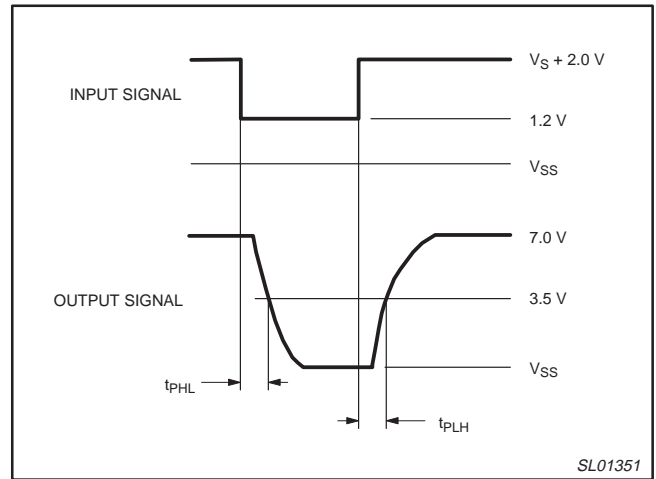 V_S + 2.0 V
INPUT SIGNAL
1.2 V
V_SS
7.0 V
OUTPUT SIGNAL
3.5 V
V_SS
t_PHL
t_PLH
SL01351